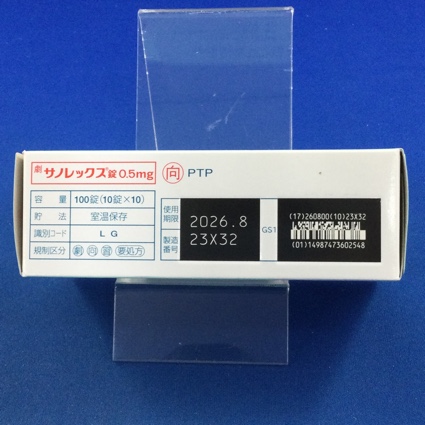 劇 サノレックス錠0.5mg 向 PTP
容量 100錠(10錠×10)
貯法 室温保存
識別コード L G
規制区分 劇 向 習 要処方
使用期限 2026.8
製造番号 23X32
GS1
(17)260800(10)23X32
(01)14987473602548